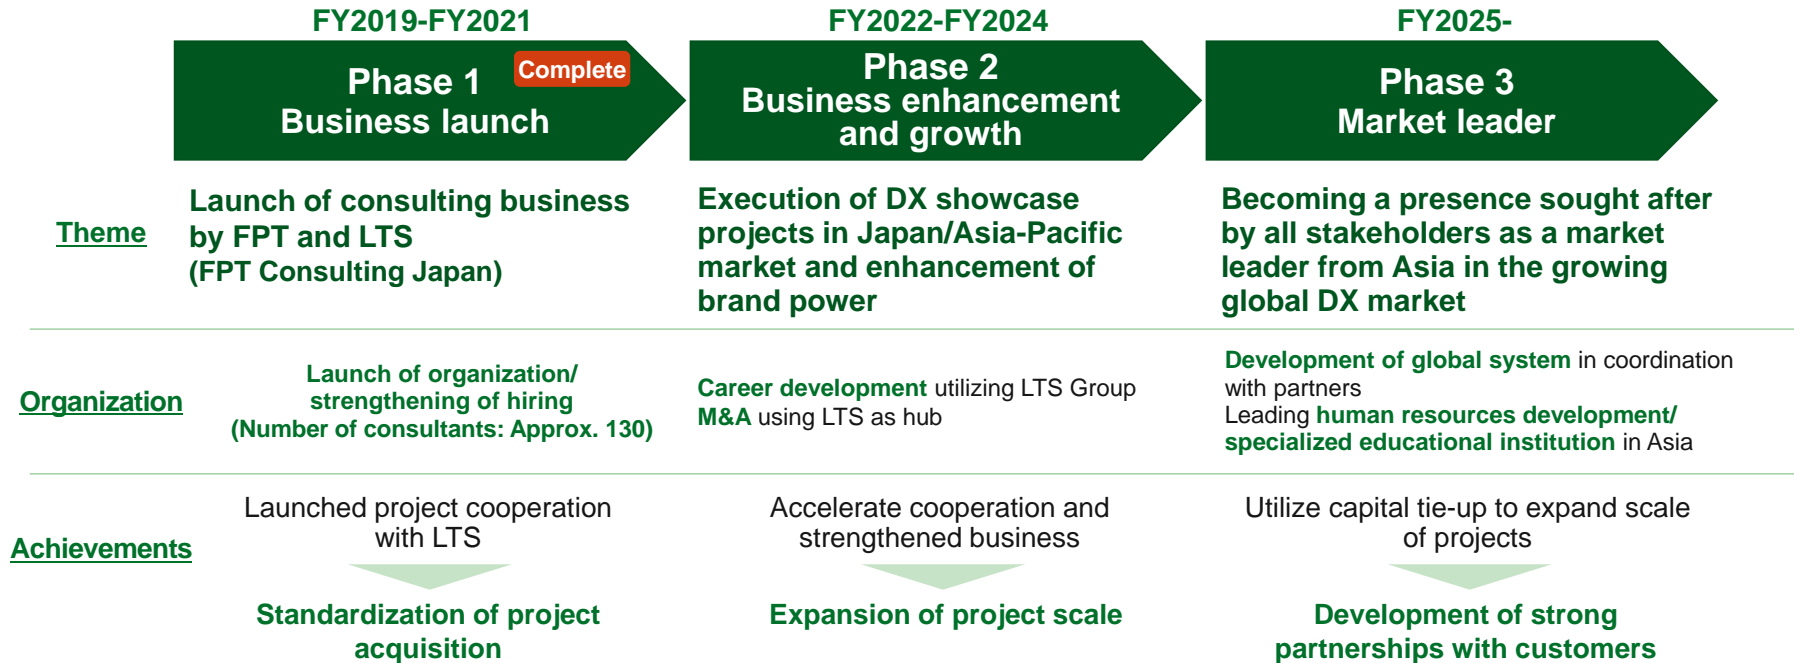 FY2019-FY2021
FY2022-FY2024
FY2025-
Phase 1
Complete
Business launch
Phase 2
Business enhancement
and growth
Phase 3
Market leader
Theme
Launch of consulting business
by FPT and LTS
(FPT Consulting Japan)
Execution of DX showcase
projects in Japan/Asia-Pacific
market and enhancement of
brand power
Becoming a presence sought after
by all stakeholders as a market
leader from Asia in the growing
global DX market
Organization
Launch of organization/
strengthening of hiring
(Number of consultants: Approx. 130)
Career development utilizing LTS Group
M&A using LTS as hub
Development of global system in coordination
with partners
Leading human resources development/
specialized educational institution in Asia
Achievements
Launched project cooperation
with LTS
Standardization of project
acquisition
Accelerate cooperation and
strengthened business
Expansion of project scale
Utilize capital tie-up to expand scale
of projects
Development of strong
partnerships with customers